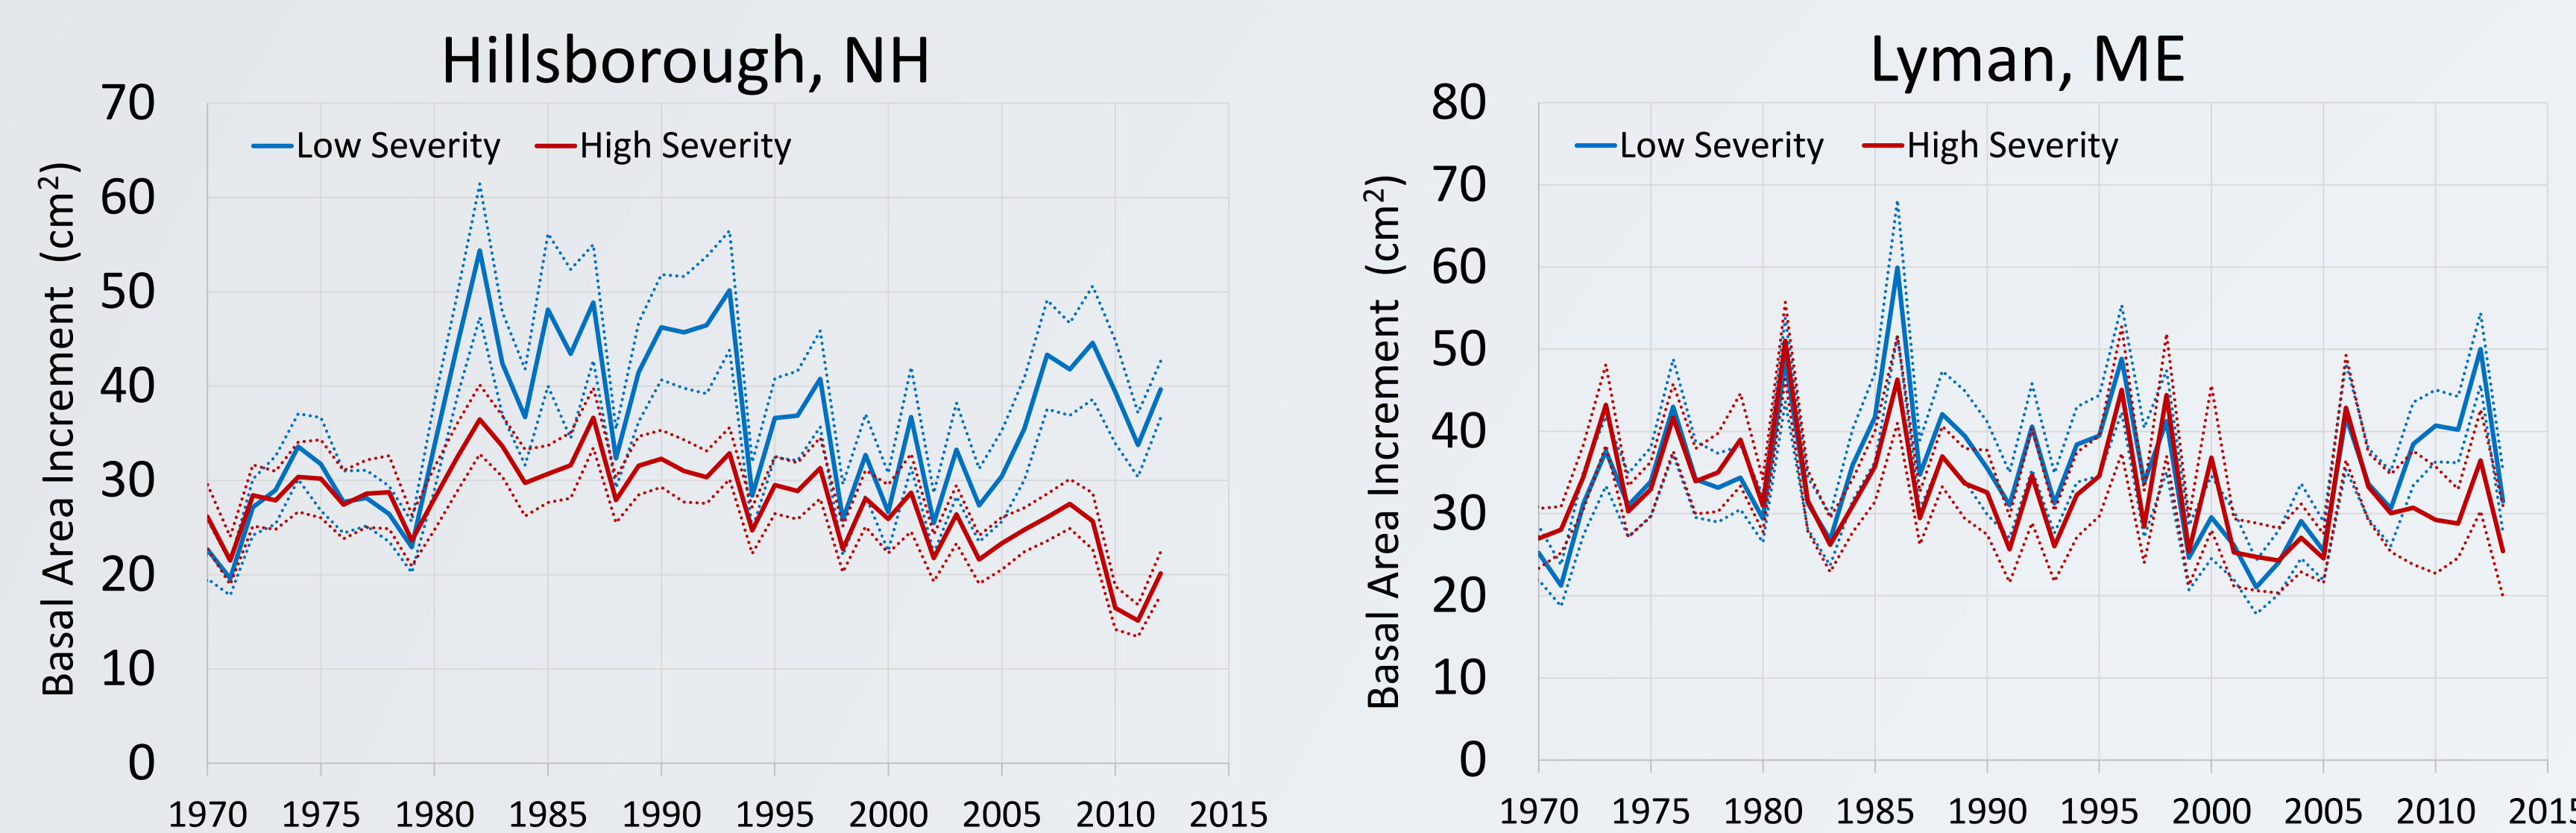 Hillsborough, NH
Low Severity
High Severity
Basal Area Increment (cm²)
70
60
50
40
30
20
10
0
1970 1975 1980 1985 1990 1995 2000 2005 2010 2015
Lyman, ME
Low Severity
High Severity
Basal Area Increment (cm²)
80
70
60
50
40
30
20
10
0
1970 1975 1980 1985 1990 1995 2000 2005 2010 2015